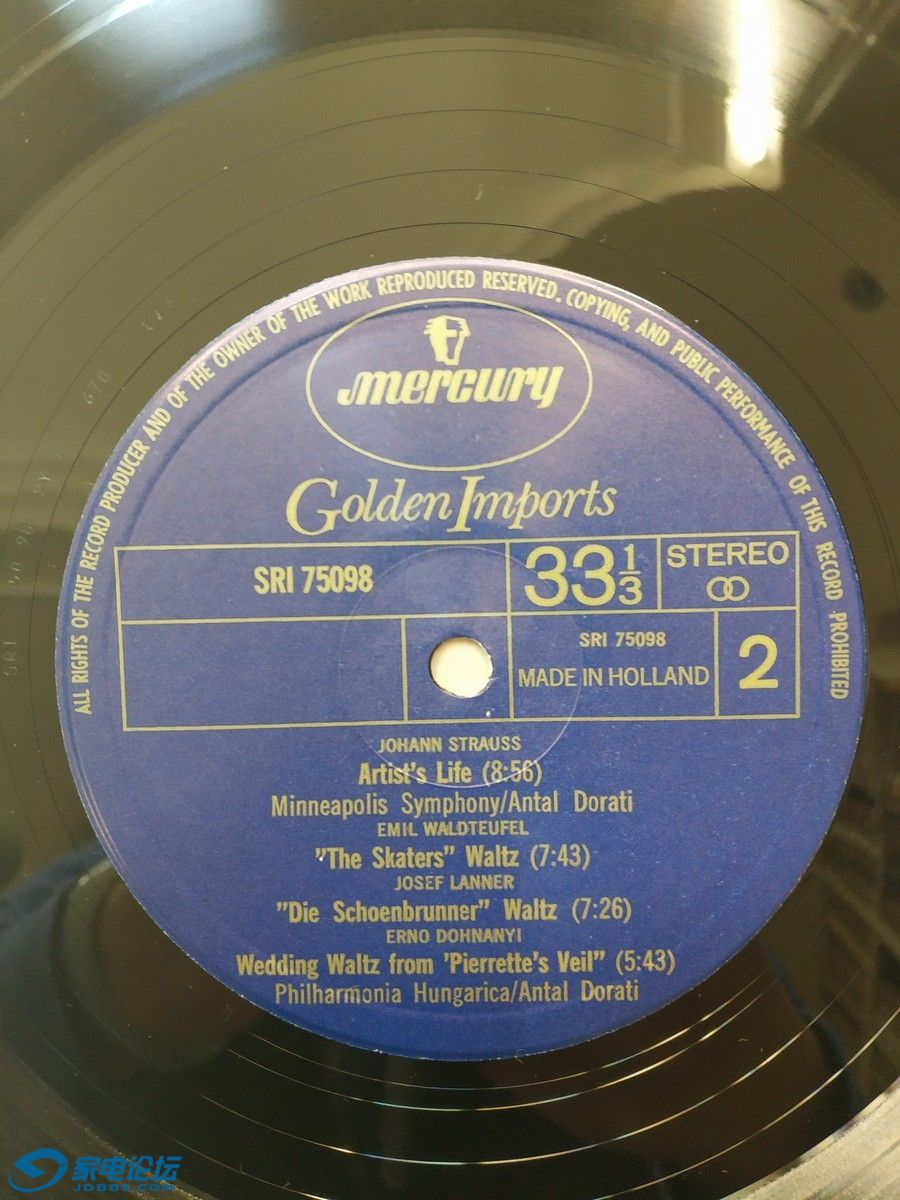 ALL RIGHTS OF THE RECORD PRODUCER AND OF THE OWNER OF THE WORK REPRODUCED RESERVED. COPYING, AND PUBLIC PERFORMANCE OF THIS RECORD PROHIBITED
mercury
Golden Imports
SRI 75098
33 1/3
STEREO
SRI 75098
MADE IN HOLLAND
2
JOHANN STRAUSS
Artist's Life (8:56)
Minneapolis Symphony/Antal Dorati
EMIL WALDTEUFEL
"The Skaters" Waltz (7:43)
JOSEF LANNER
"Die Schoenbrunner" Waltz (7:26)
ERNO DOHNANYI
Wedding Waltz from 'Pierrette's Veil" (5:43)
Philharmonia Hungarica/Antal Dorati
家电论坛
JDBBS.COM